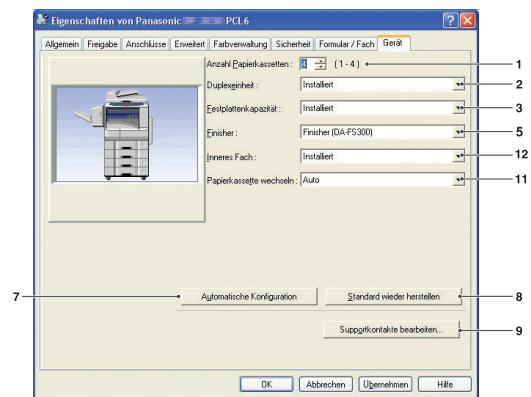 Eigenschaften von Panasonic PCL6
Allgemein Freigabe Anschlüsse Erweitert Farbverwaltung Sicherheit Formular / Fach Gerät
Anzahl Papierkassetten : 4 ( 1 - 4 ) 1
Duplexeinheit : Installiert 2
Festplattenkapazität : Installiert 3
Finisher : Finisher (DA-FS300) 5
Inneres Fach : Installiert 12
Papierkassette wechseln : Auto 11
7 Automatische Konfiguration Standard wieder herstellen 8
Supportkontakte bearbeiten... 9
OK Abbrechen Übernehmen Hilfe